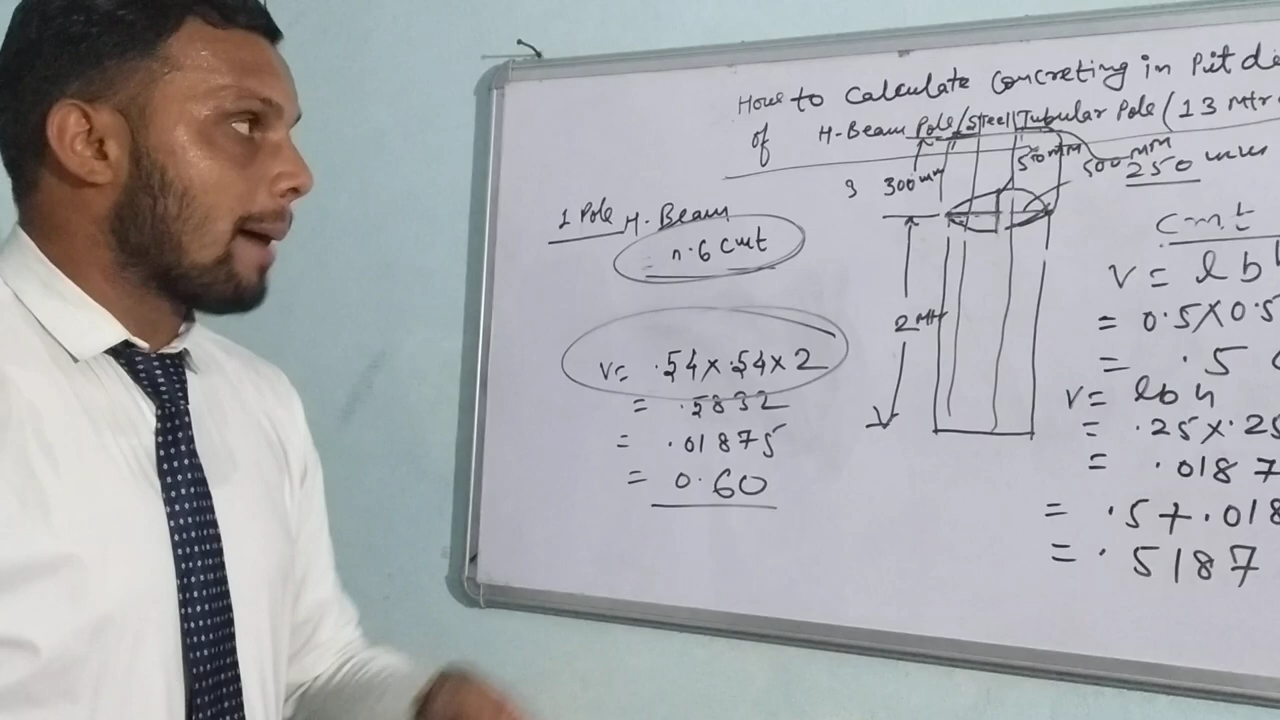 How to Calculate Concreting in Pit
of H-Beam Pole/Steel Tubular Pole (13 Mtr
300mm
500MM
250 mm
1 Pole H-Beam
= n.6 cmt
2Mtr
V= .54×.54×2
= .5832
= .01875
= 0.60
Cmt
V= l b
= 0.5×0.5
= .5
V= lbh
= .25×.25
= .0187
= .5+.018
= .5187